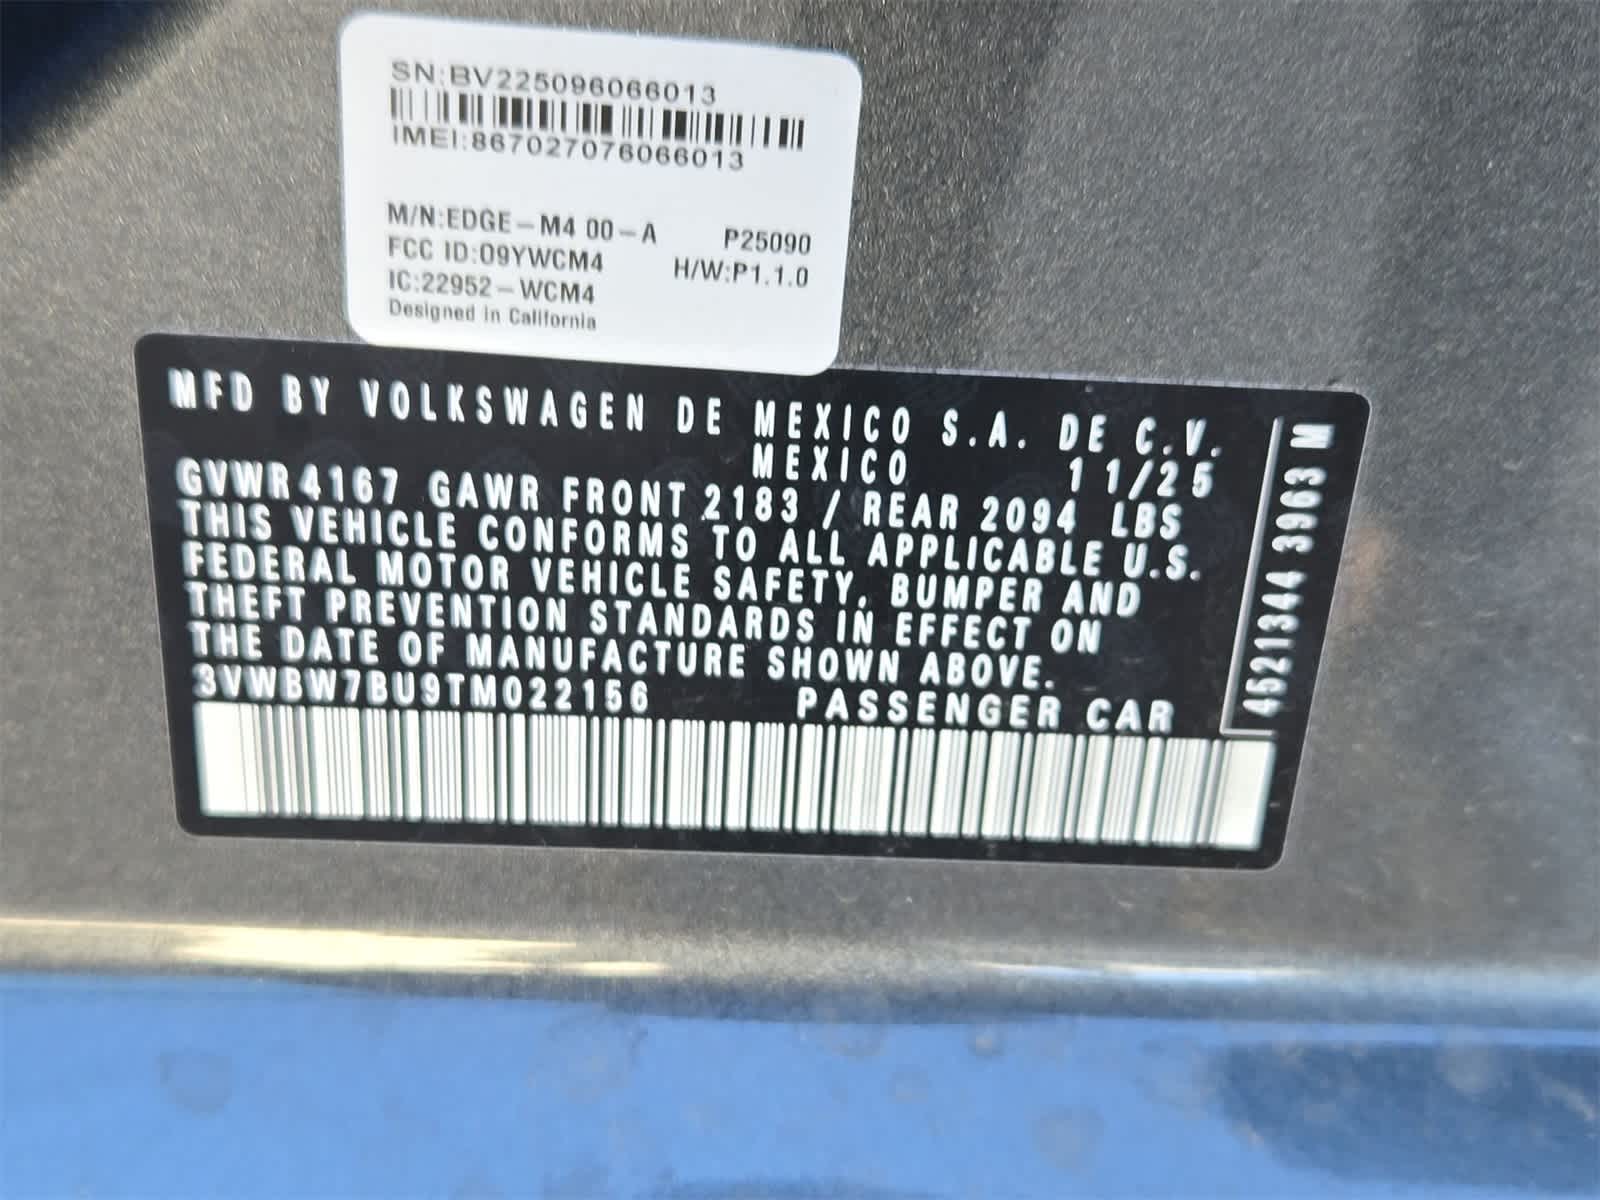 SN:BV225096066013
IMEI:867027076066013
M/N:EDGE-M4 00-A P25090
FCC ID:O9YWCM4 H/W:P1.1.0
IC:22952-WCM4
Designed in California
MFD BY VOLKSWAGEN DE MEXICO S.A. DE C.V.
MEXICO 11/25
GVWR 4167 GAWR FRONT 2183 / REAR 2094 LBS
THIS VEHICLE CONFORMS TO ALL APPLICABLE U.S.
FEDERAL MOTOR VEHICLE SAFETY, BUMPER AND
THEFT PREVENTION STANDARDS IN EFFECT ON
THE DATE OF MANUFACTURE SHOWN ABOVE.
3VWBW7BU9TM022156 PASSENGER CAR
4521344 3963 M